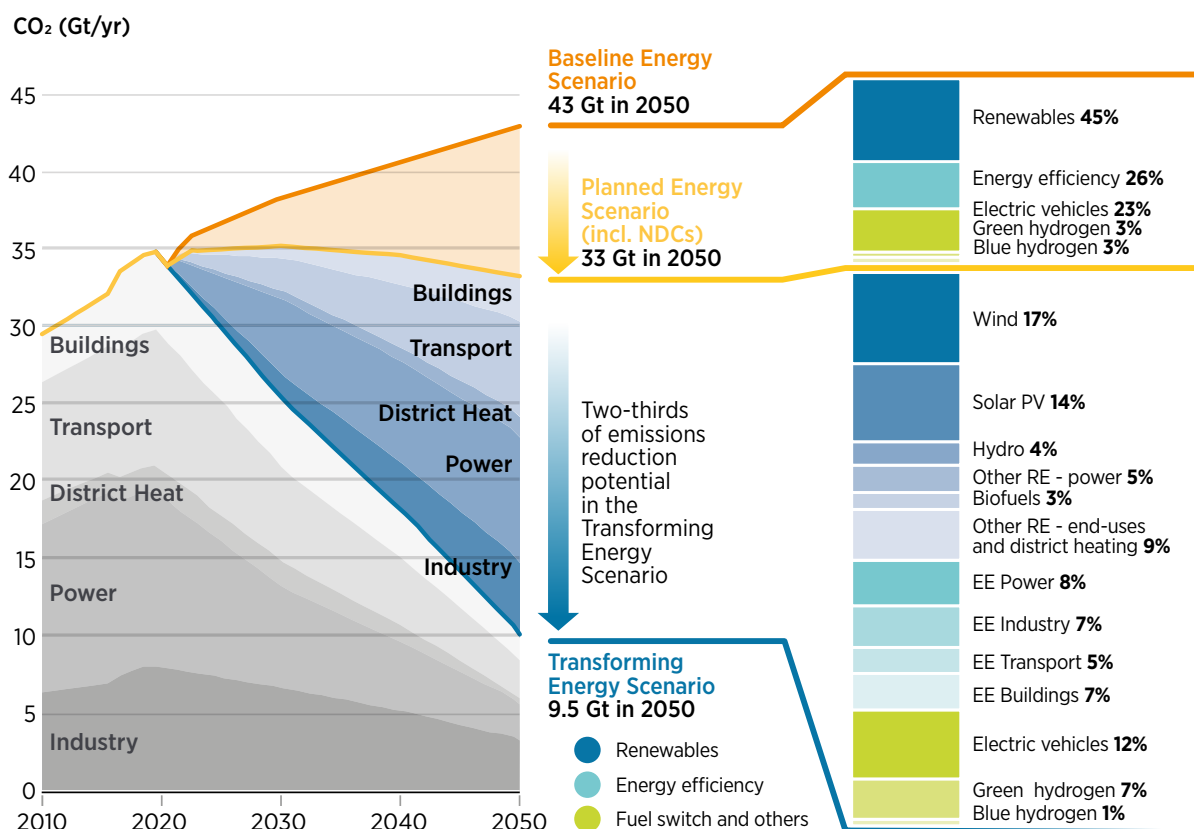 CO₂ (Gt/yr)
45
40
35
30
25
20
15
10
5
0
2010
2020
2030
2040
2050
Buildings
Transport
District Heat
Power
Industry
Buildings
Transport
District Heat
Power
Industry
Baseline Energy
Scenario
43 Gt in 2050
Planned Energy
Scenario
(incl. NDCs)
33 Gt in 2050
Two-thirds
of emissions
reduction
potential
in the
Transforming
Energy
Scenario
Transforming
Energy Scenario
9.5 Gt in 2050
Renewables
Energy efficiency
Fuel switch and others
Renewables 45%
Energy efficiency 26%
Electric vehicles 23%
Green hydrogen 3%
Blue hydrogen 3%
Wind 17%
Solar PV 14%
Hydro 4%
Other RE - power 5%
Biofuels 3%
Other RE - end-uses
and district heating 9%
EE Power 8%
EE Industry 7%
EE Transport 5%
EE Buildings 7%
Electric vehicles 12%
Green hydrogen 7%
Blue hydrogen 1%